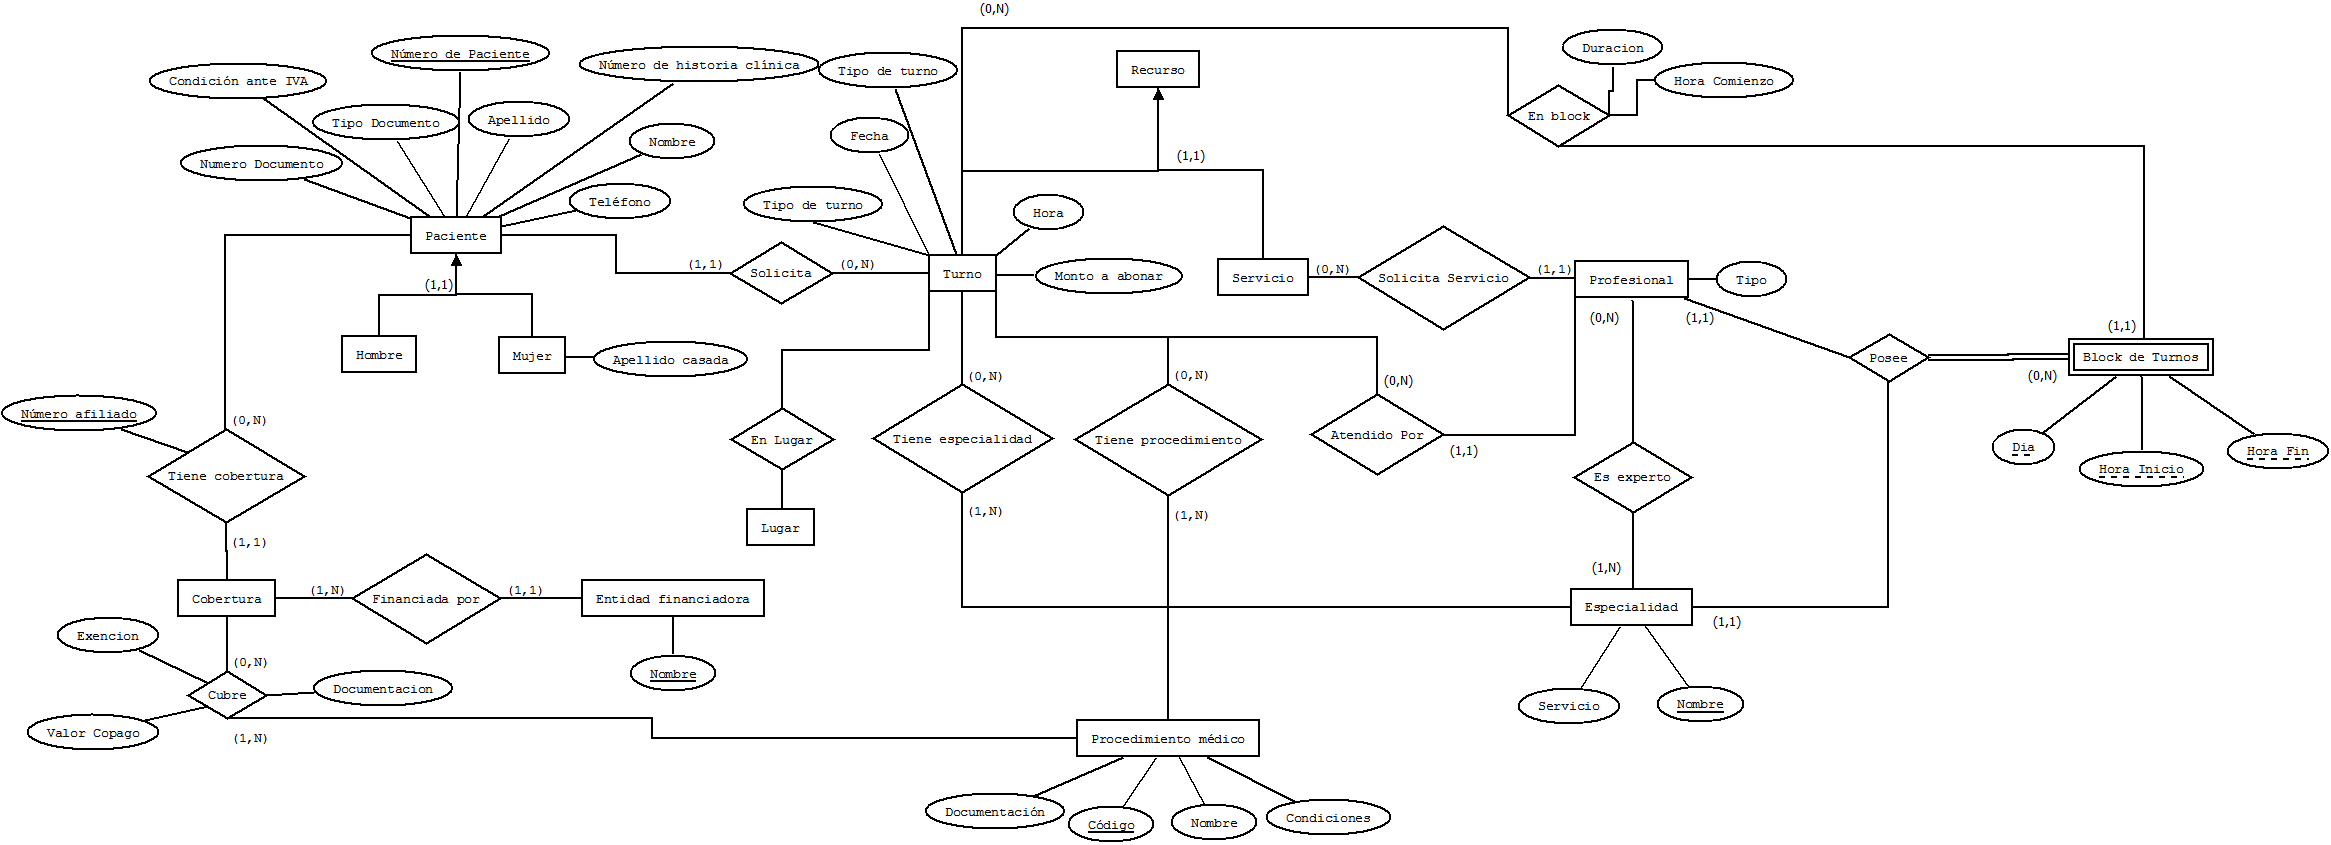 (0,N)
Número de Paciente
Duracion
Condición ante IVA
Número de historia clínica
Tipo de turno
Recurso
Hora Comienzo
Tipo Documento
Apellido
En block
Fecha
Nombre
Numero Documento
(1,1)
Teléfono
Tipo de turno
Hora
Paciente
(1,1)
Solicita
(0,N)
Turno
Monto a abonar
Servicio
(0,N)
Solicita Servicio
(1,1)
Profesional
Tipo
(1,1)
(0,N)
(1,1)
(1,1)
Hombre
Mujer
Apellido casada
Posee
Block de Turnos
(0,N)
(0,N)
(0,N)
(0,N)
Número afiliado
(0,N)
En Lugar
Tiene especialidad
Tiene procedimiento
Atendido Por
(1,1)
Dia
Hora Inicio
Hora Fin
Tiene cobertura
Es experto
(1,N)
(1,N)
Lugar
(1,1)
(1,N)
Cobertura
(1,N)
Financiada por
(1,1)
Entidad financiadora
Especialidad
(1,1)
Exencion
(0,N)
Nombre
Documentacion
Cubre
Servicio
Nombre
Valor Copago
(1,N)
Procedimiento médico
Documentación
Código
Nombre
Condiciones